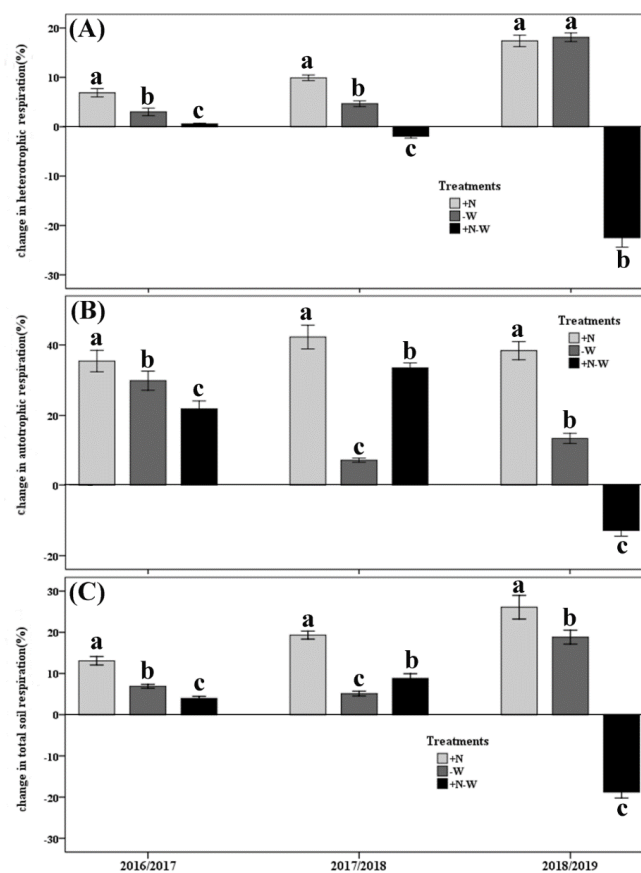 (A)
change in heterotrophic respiration(%)
20
10
0
-10
-20
-30
a b c
a b c
a a b
Treatments
+N
-W
+N-W
(B)
change in autotrophic respiration(%)
40
20
0
-20
a b c
a c b
a b c
Treatments
+N
-W
+N-W
(C)
change in total soil respiration(%)
30
20
10
0
-10
-20
-30
a b c
a c b
a b c
Treatments
+N
-W
+N-W
2016/2017 2017/2018 2018/2019